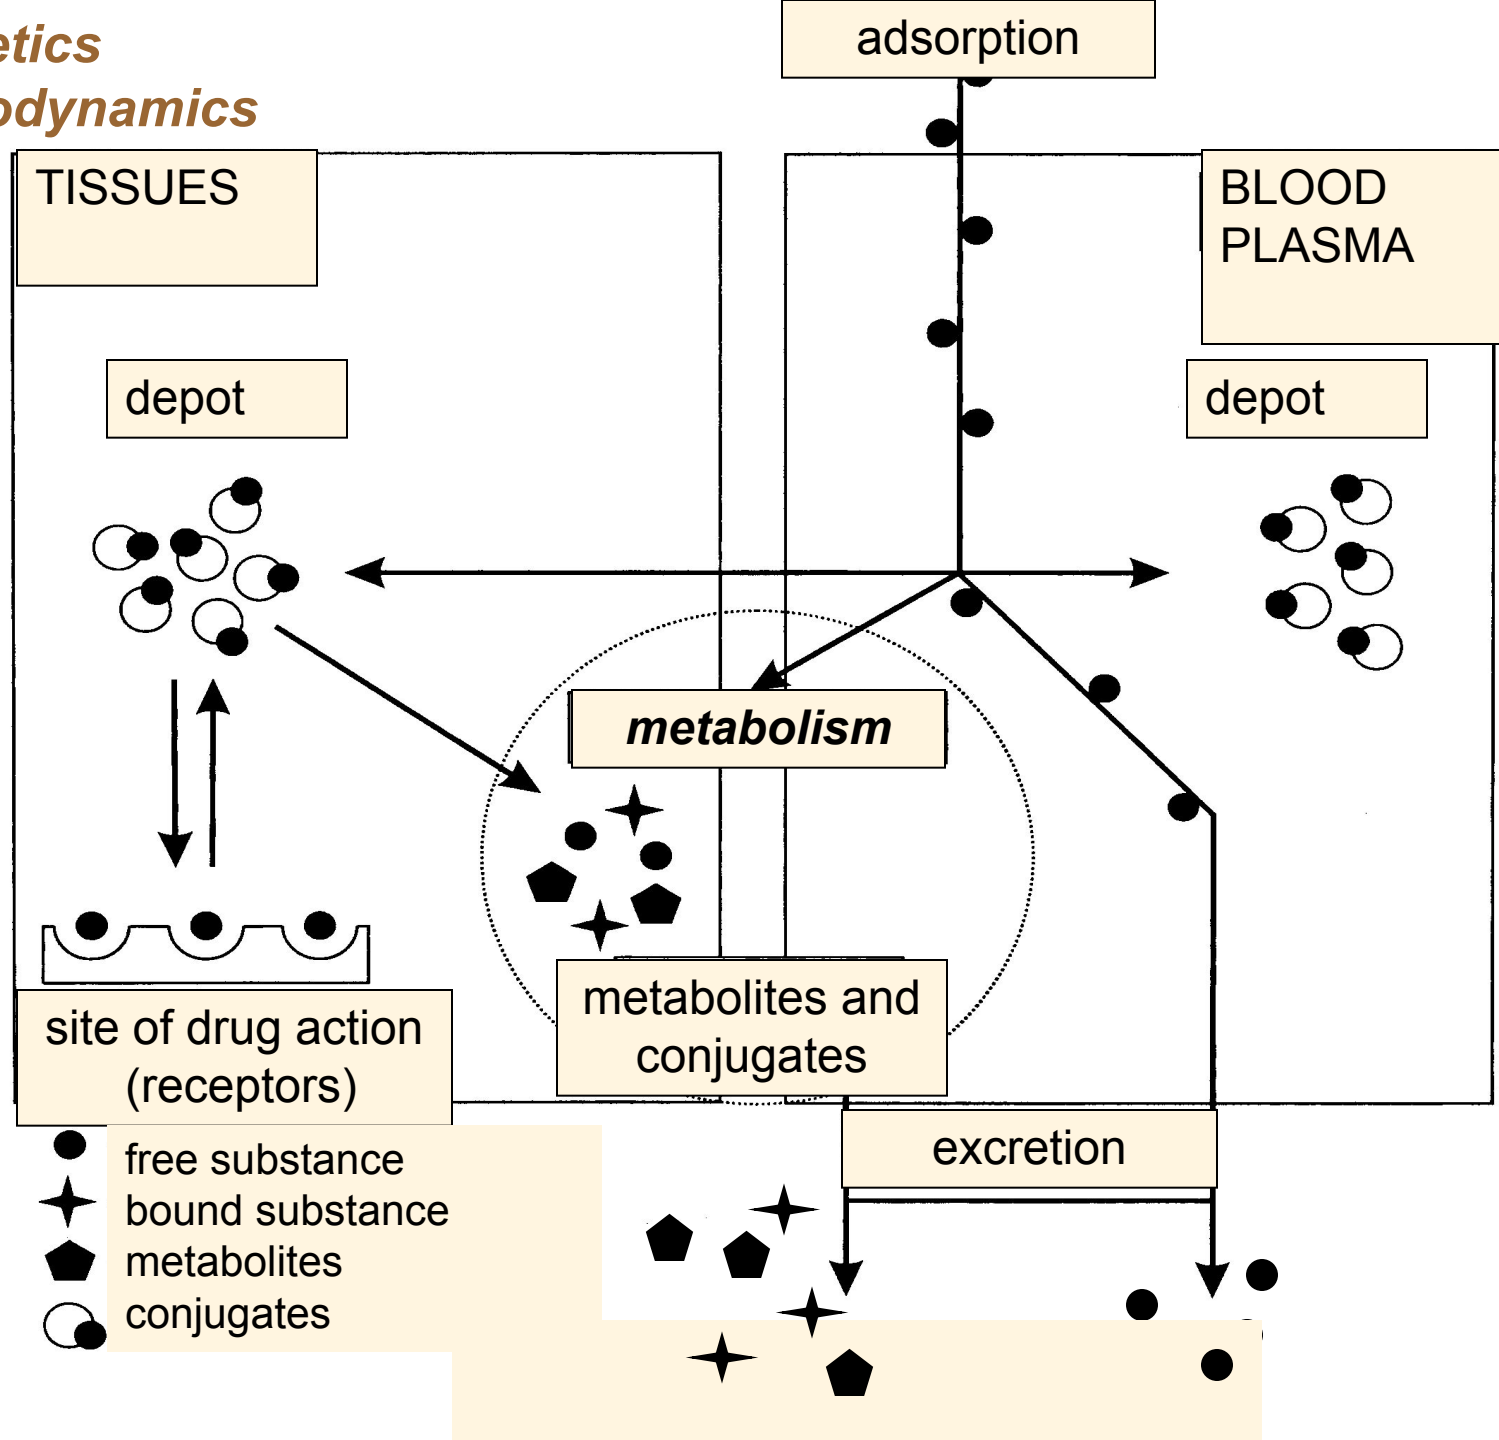 etics
odynamics
adsorption
TISSUES
BLOOD
PLASMA
depot
depot
metabolism
metabolites and
conjugates
site of drug action
(receptors)
excretion
free substance
bound substance
metabolites
conjugates